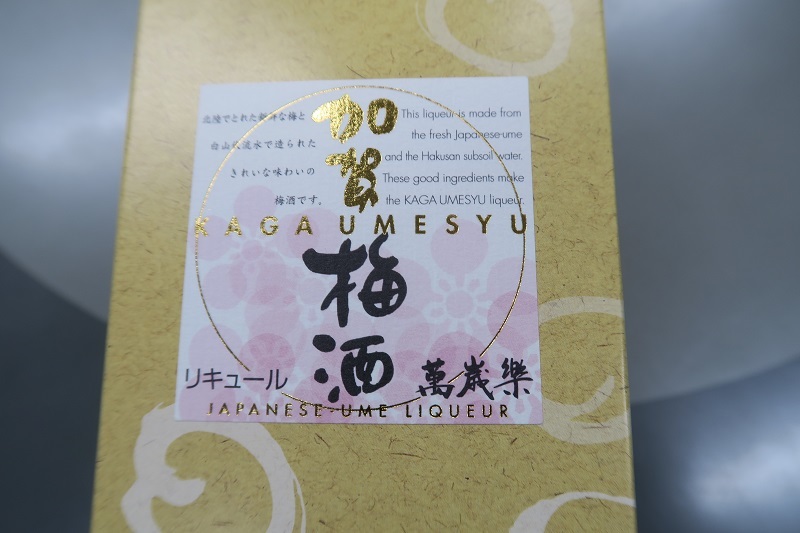 加賀
梅酒
北陸でとれた新鮮な梅と
白山伏流水で造られた
きれいな味わいの
梅酒です。
This liqueur is made from
the fresh Japanese-ume
and the Hakusan subsoil water.
These good ingredients make
the KAGA UMESYU liqueur.
KAGA UMESYU
リキュール
萬歳樂
JAPANESE-UME LIQUEUR